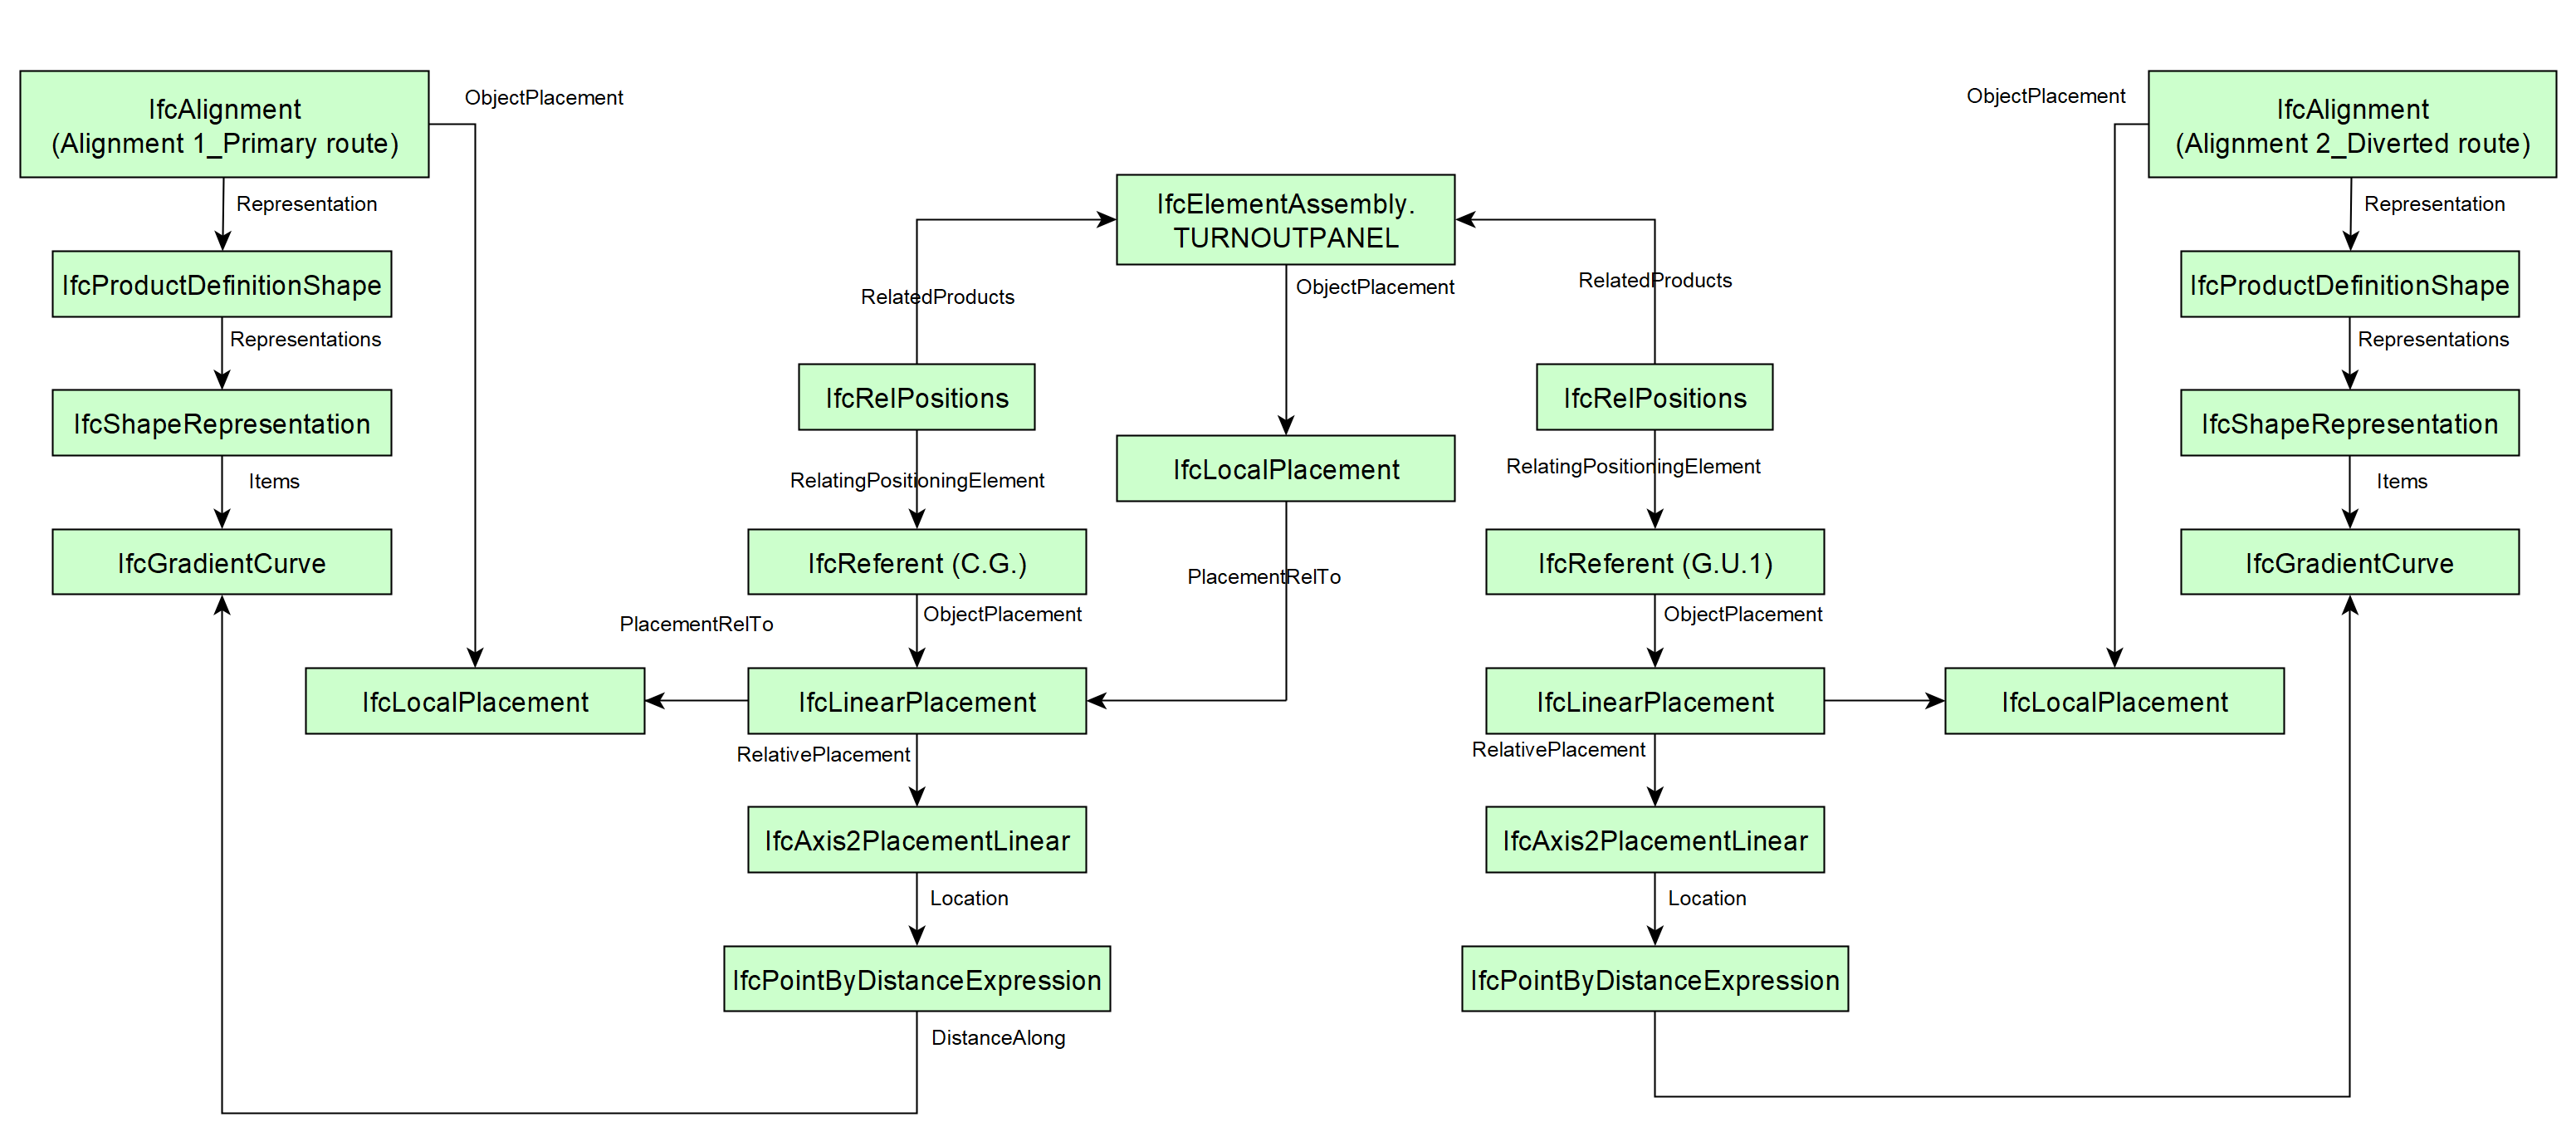 IfcAlignment
(Alignment 1_Primary route)
ObjectPlacement
ObjectPlacement
IfcAlignment
(Alignment 2_Diverted route)
Representation
IfcElementAssembly.
TURNOUTPANEL
Representation
IfcProductDefinitionShape
RelatedProducts
ObjectPlacement
RelatedProducts
IfcProductDefinitionShape
Representations
Representations
IfcShapeRepresentation
IfcRelPositions
IfcRelPositions
IfcShapeRepresentation
Items
RelatingPositioningElement
IfcLocalPlacement
RelatingPositioningElement
Items
IfcGradientCurve
IfcReferent (C.G.)
PlacementRelTo
IfcReferent (G.U.1)
IfcGradientCurve
PlacementRelTo
ObjectPlacement
ObjectPlacement
IfcLocalPlacement
IfcLinearPlacement
IfcLinearPlacement
IfcLocalPlacement
RelativePlacement
RelativePlacement
IfcAxis2PlacementLinear
IfcAxis2PlacementLinear
Location
Location
IfcPointByDistanceExpression
IfcPointByDistanceExpression
DistanceAlong